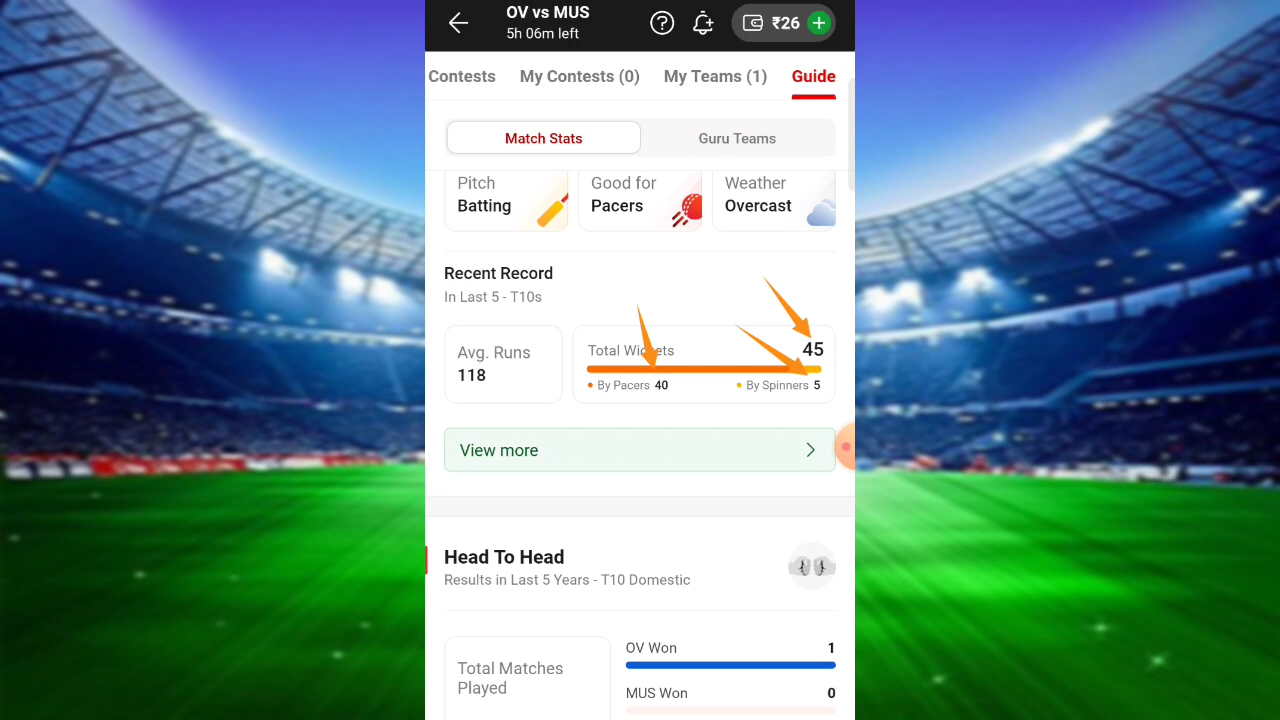 OV vs MUS
5h 06m left
₹26
Contests My Contests (0) My Teams (1) Guide
Match Stats Guru Teams
Pitch Good for Weather
Batting Pacers Overcast
Recent Record
In Last 5 - T10s
Avg. Runs
118
Total Wickets 45
By Pacers 40 By Spinners 5
View more
Head To Head
Results in Last 5 Years - T10 Domestic
Total Matches
Played
OV Won 1
MUS Won 0